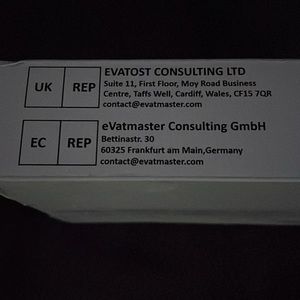 UK REP
EVATOST CONSULTING LTD
Suite 11, First Floor, Moy Road Business
Centre, Taffs Well, Cardiff, Wales, CF15 7QR
contact@evatmaster.com
EC REP
eVatmaster Consulting GmbH
Bettinastr. 30
60325 Frankfurt am Main,Germany
contact@evatmaster.com